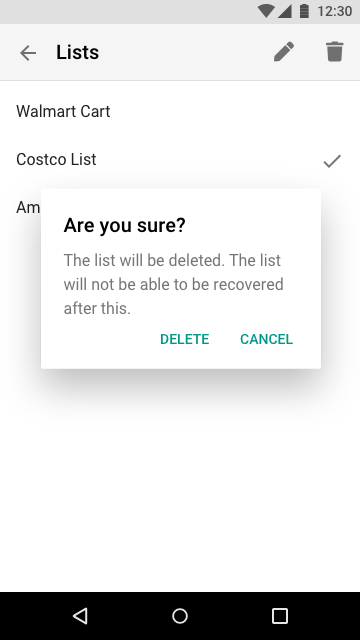 12:30
Lists
Walmart Cart
Costco List
Am
Are you sure?
The list will be deleted. The list
will not be able to be recovered
after this.
DELETE CANCEL